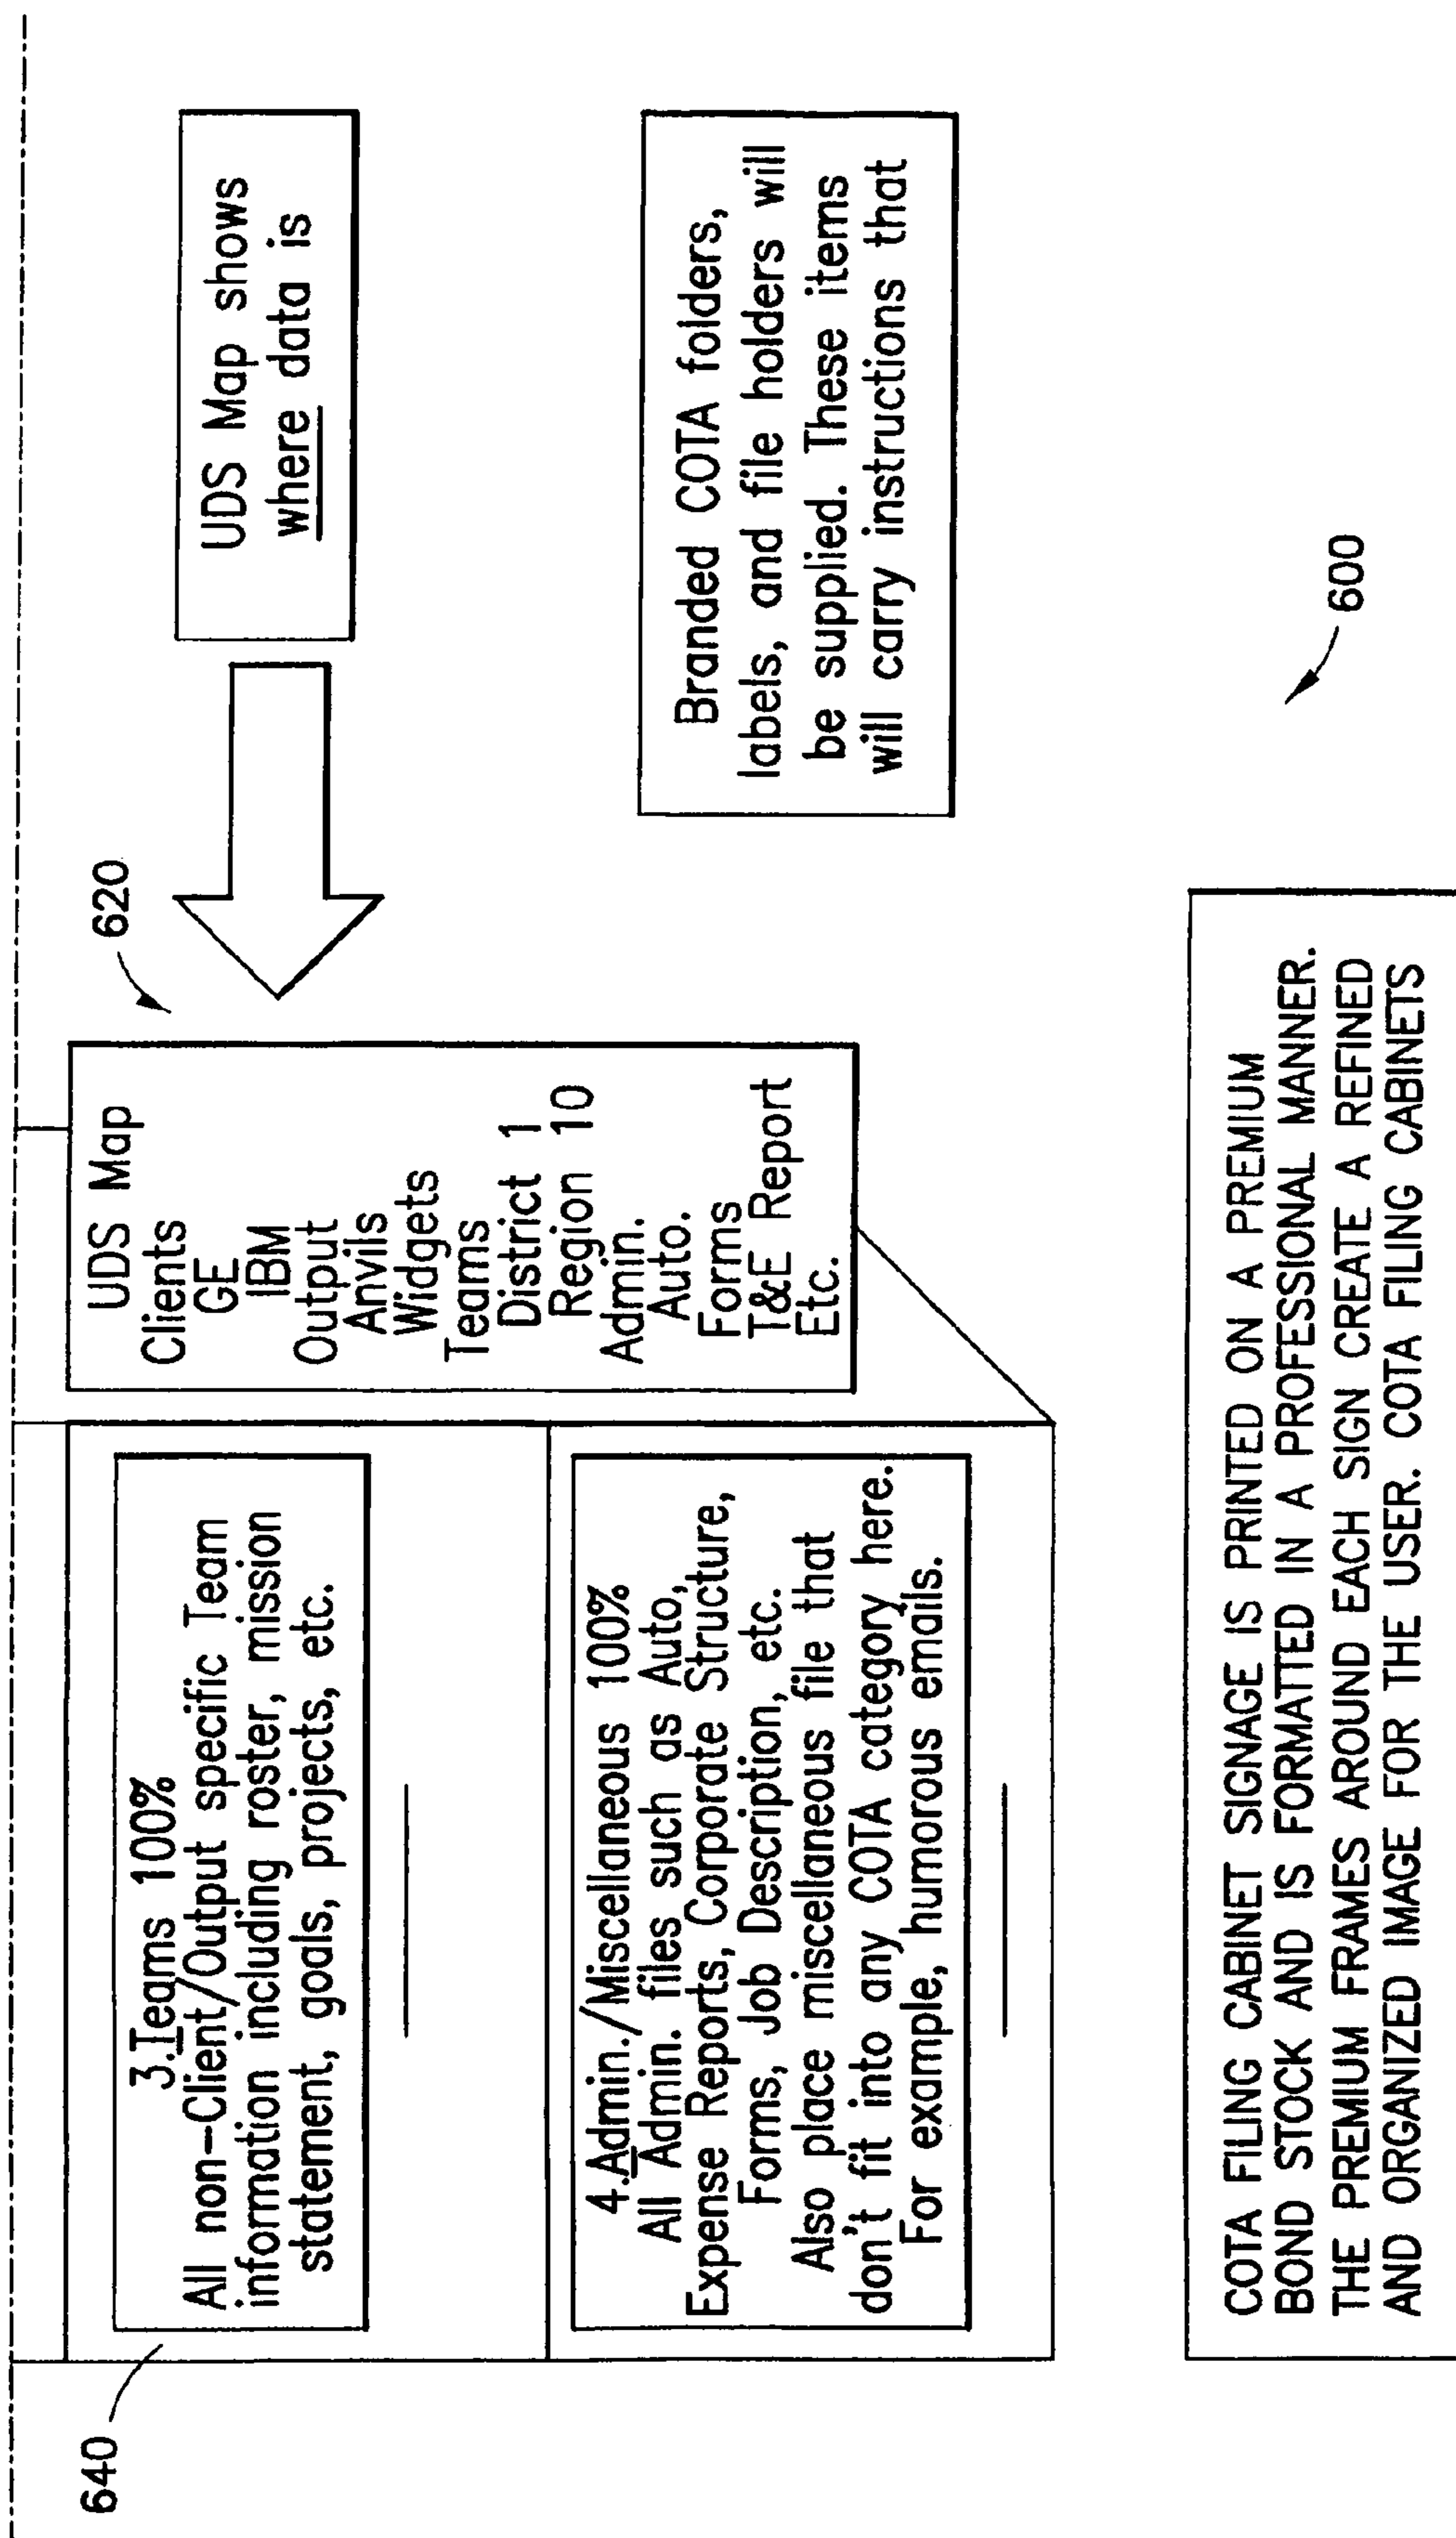 640
3.Teams 100%
All non-Client/Output specific Team
information including roster, mission
statement, goals, projects, etc.
4.Admin./Miscellaneous 100%
All Admin. files such as Auto,
Expense Reports, Corporate Structure,
Forms, Job Description, etc.
Also place miscellaneous file that
don't fit into any COTA category here.
For example, humorous emails.
620
UDS Map
Clients
GE
IBM
Output
Anvils
Widgets
Teams
District 1
Region 10
Admin.
Auto.
Forms
T&E Report
Etc.
UDS Map shows
where data is
Branded COTA folders,
labels, and file holders will
be supplied. These items
will carry instructions that
600
COTA FILING CABINET SIGNAGE IS PRINTED ON A PREMIUM
BOND STOCK AND IS FORMATTED IN A PROFESSIONAL MANNER.
THE PREMIUM FRAMES AROUND EACH SIGN CREATE A REFINED
AND ORGANIZED IMAGE FOR THE USER. COTA FILING CABINETS